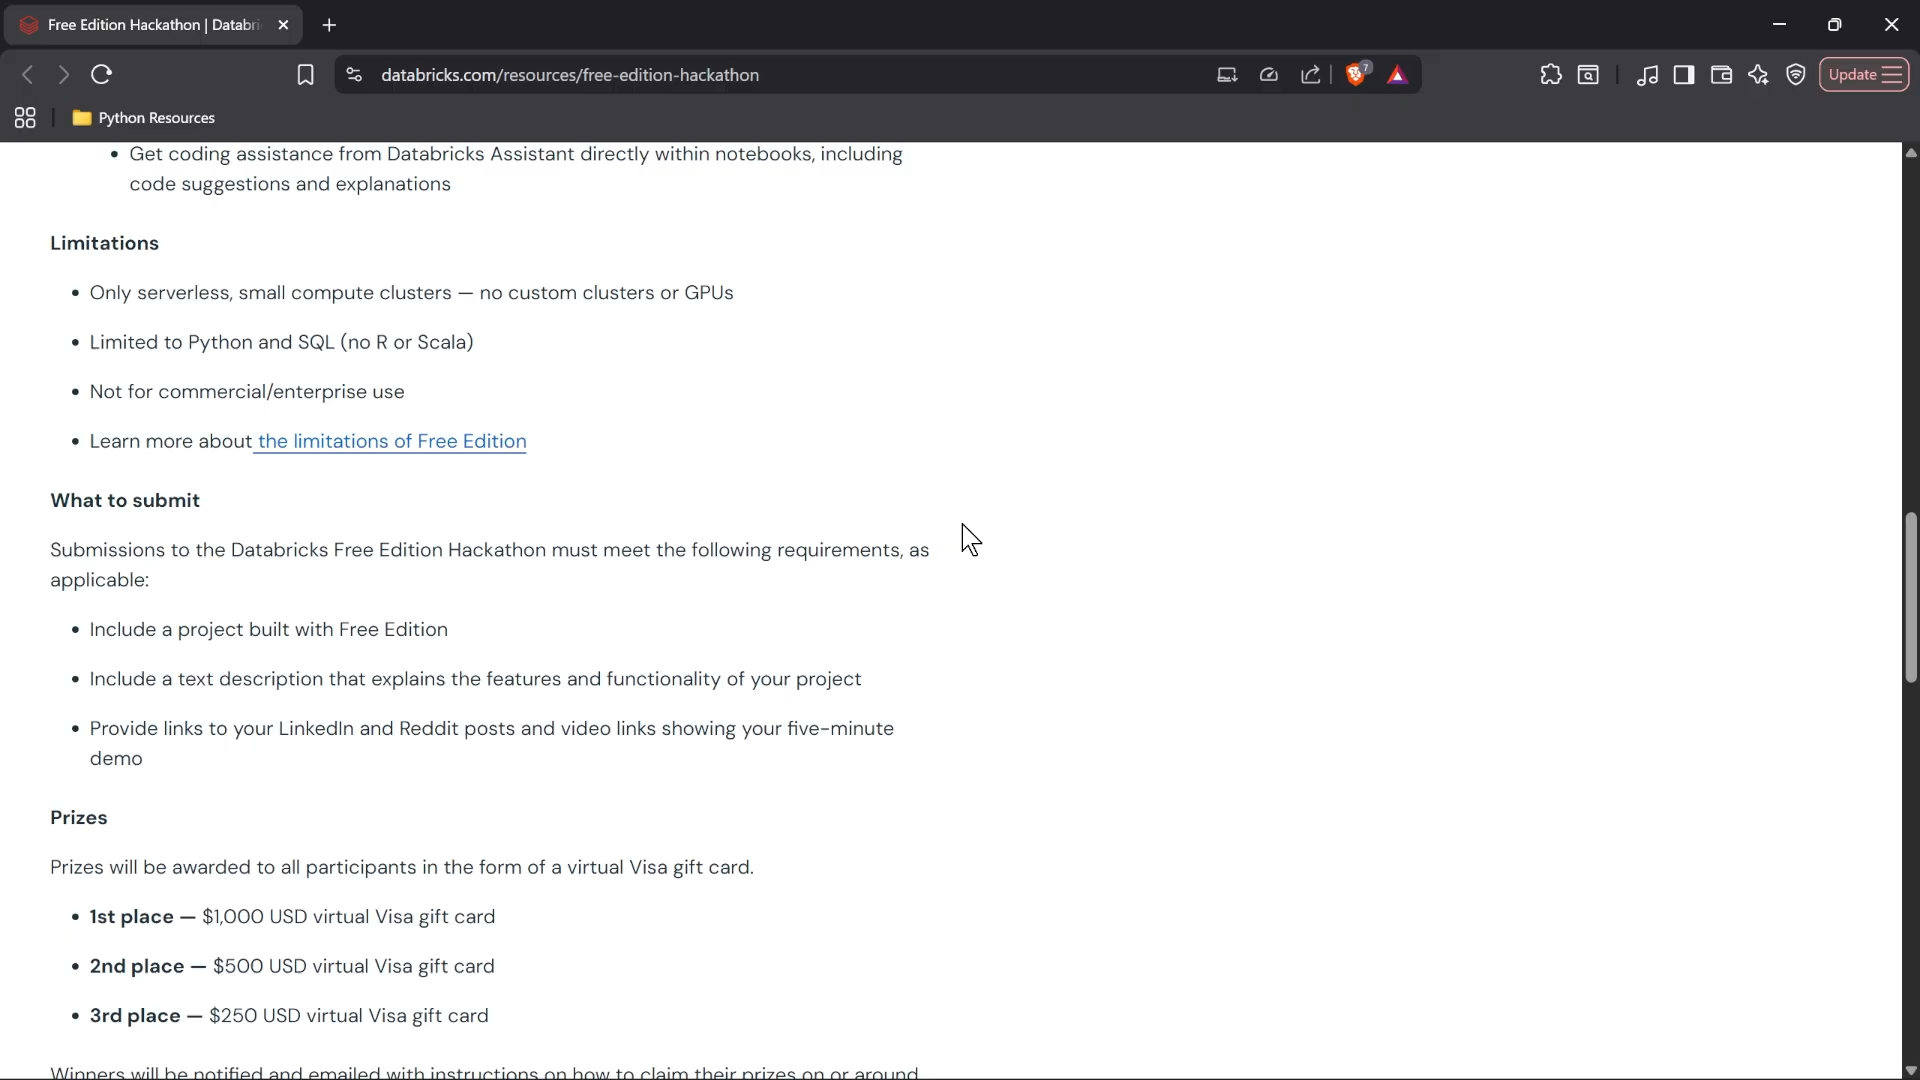 Free Edition Hackathon | Databri
databricks.com/resources/free-edition-hackathon
7
Update
Python Resources
• Get coding assistance from Databricks Assistant directly within notebooks, including
code suggestions and explanations
Limitations
• Only serverless, small compute clusters — no custom clusters or GPUs
• Limited to Python and SQL (no R or Scala)
• Not for commercial/enterprise use
• Learn more about the limitations of Free Edition
What to submit
Submissions to the Databricks Free Edition Hackathon must meet the following requirements, as
applicable:
• Include a project built with Free Edition
• Include a text description that explains the features and functionality of your project
• Provide links to your LinkedIn and Reddit posts and video links showing your five-minute
demo
Prizes
Prizes will be awarded to all participants in the form of a virtual Visa gift card.
• 1st place — $1,000 USD virtual Visa gift card
• 2nd place — $500 USD virtual Visa gift card
• 3rd place — $250 USD virtual Visa gift card
Winners will be notified and emailed with instructions on how to claim their prizes on or around